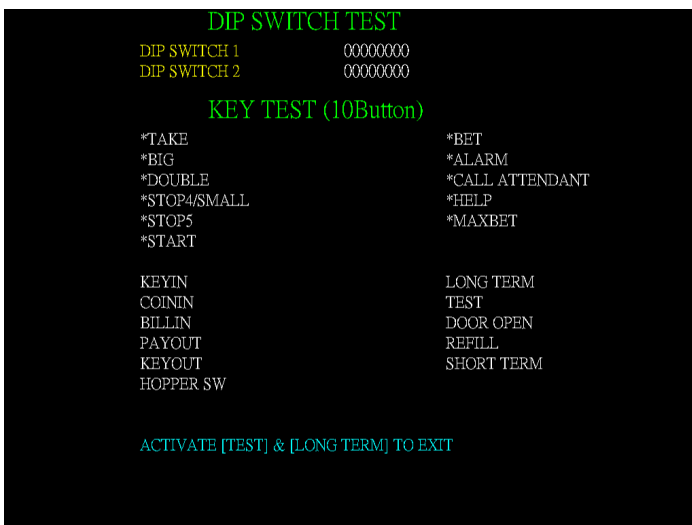 DIP SWITCH TEST
DIP SWITCH 1 00000000
DIP SWITCH 2 00000000
KEY TEST (10Button)
*TAKE *BET
*BIG *ALARM
*DOUBLE *CALL ATTENDANT
*STOP4/SMALL *HELP
*STOP5 *MAXBET
*START
KEYIN LONG TERM
COININ TEST
BILLIN DOOR OPEN
PAYOUT REFILL
KEYOUT SHORT TERM
HOPPER SW
ACTIVATE [TEST] & [LONG TERM] TO EXIT